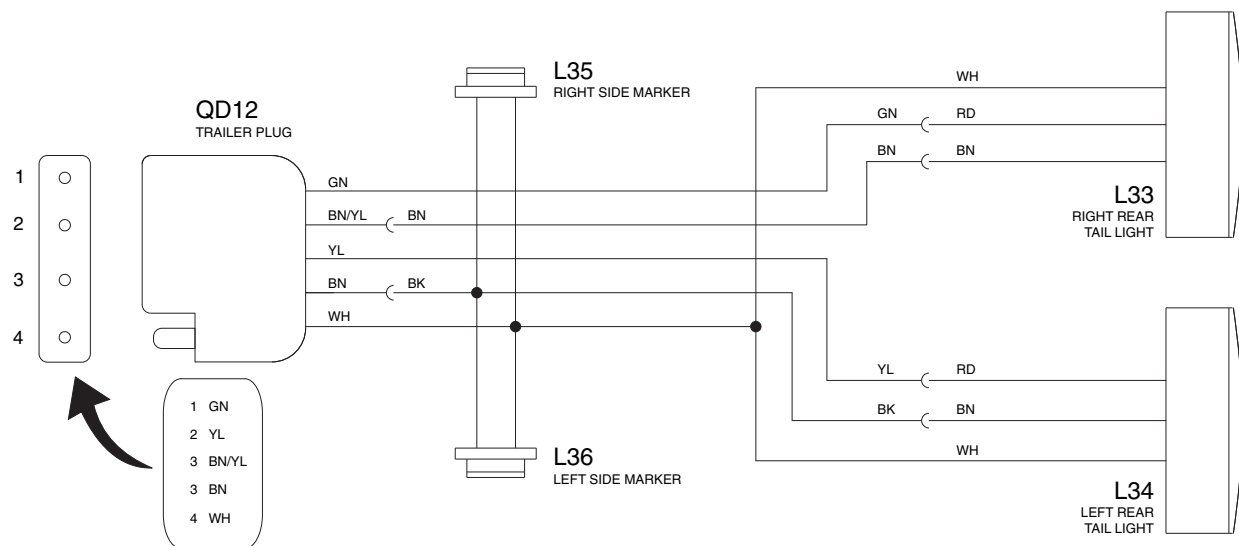 L35
RIGHT SIDE MARKER
WH
QD12
TRAILER PLUG
GN RD
BN BN
1
GN
L33
RIGHT REAR
TAIL LIGHT
2
BN/YL BN
YL
3
BN BK
WH
4
YL RD
1 GN
BK BN
2 YL
L36
LEFT SIDE MARKER
WH
3 BN/YL
3 BN
L34
LEFT REAR
TAIL LIGHT
4 WH